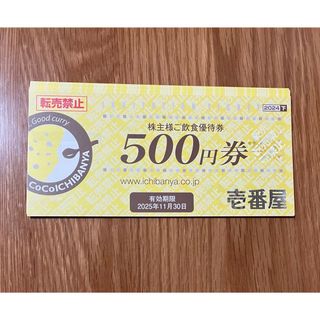 転売禁止
2024下
Good curry
CoCoICHIBANYA
株主様ご飲食優待券
500円券
www.ichibanya.co.jp
有効期限
2025年11月30日
壱番屋